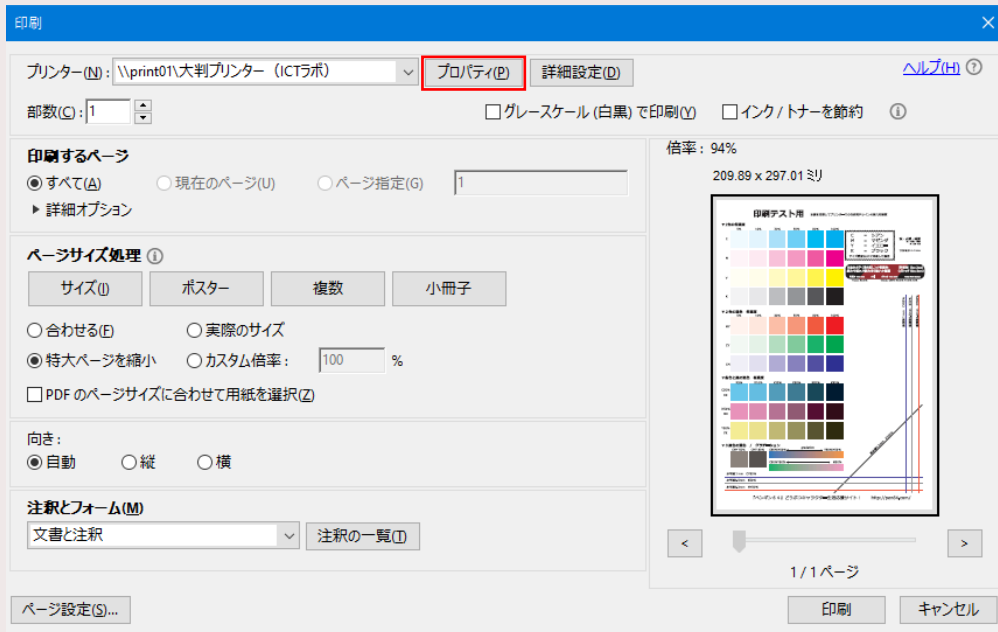 印刷
プリンター(N): \\print01\大判プリンター（ICTラボ） プロパティ(P) 詳細設定(D) ヘルプ(H)
部数(C): 1 グレースケール (白黒) で印刷(Y) インク / トナーを節約
印刷するページ
すべて(A) 現在のページ(U) ページ指定(G) 1
詳細オプション
ページサイズ処理
サイズ(I) ポスター 複数 小冊子
合わせる(F) 実際のサイズ
特大ページを縮小 カスタム倍率: 100 %
PDF のページサイズに合わせて用紙を選択(Z)
向き:
自動 縦 横
注釈とフォーム(M)
文書と注釈 注釈の一覧(T)
ページ設定(S)...
倍率: 94%
209.89 x 297.01 ミリ
印刷テスト用
< >
1 / 1 ページ
印刷 キャンセル